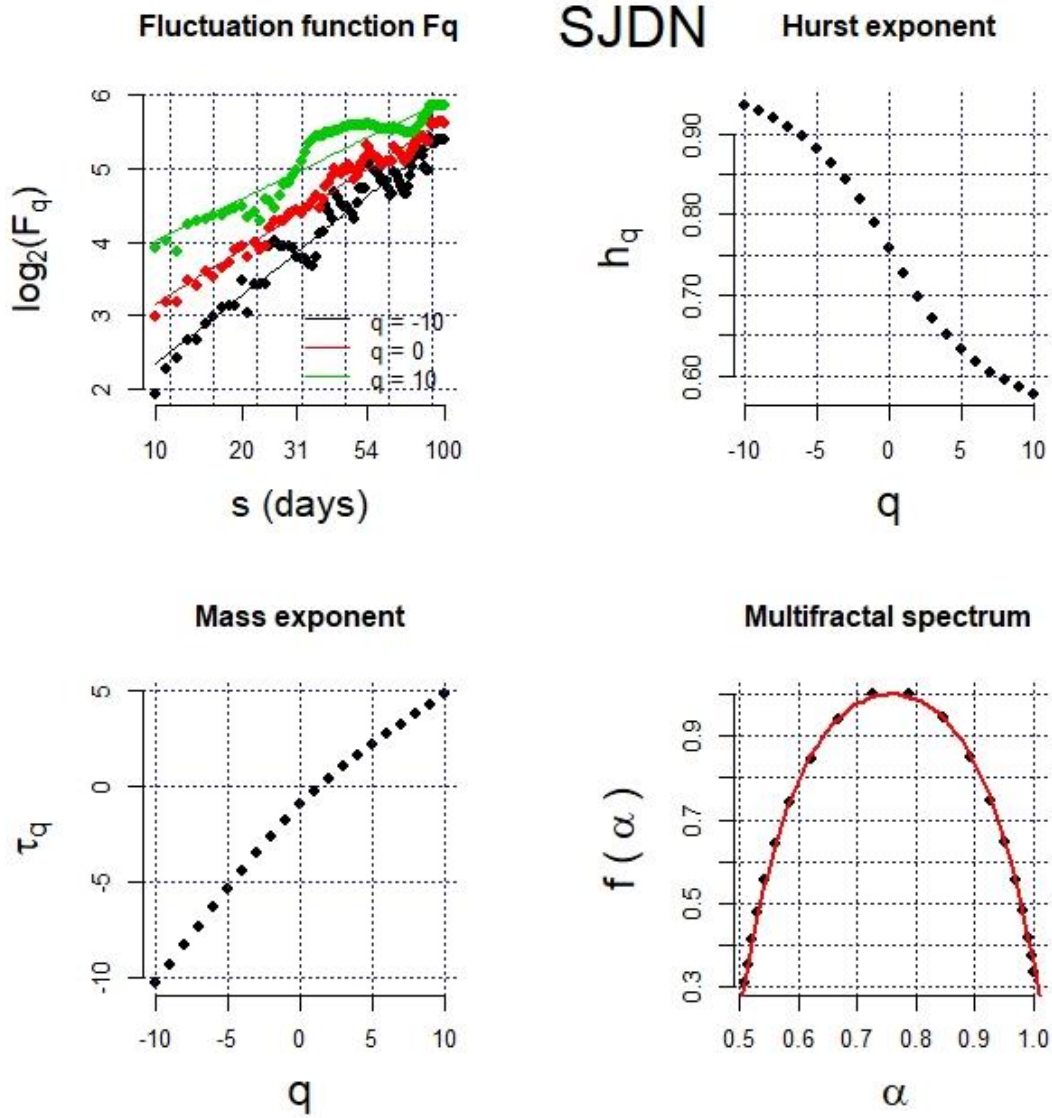 SJDN
Fluctuation function Fq
log₂(F_q)
6
5
4
3
2
q = -10
q = 0
q = 10
10 20 31 54 100
s (days)
Hurst exponent
h_q
0.90
0.80
0.70
0.60
-10 -5 0 5 10
q
Mass exponent
τ_q
5
0
-5
-10
-10 -5 0 5 10
q
Multifractal spectrum
f ( α )
0.9
0.7
0.5
0.3
0.5 0.6 0.7 0.8 0.9 1.0
α